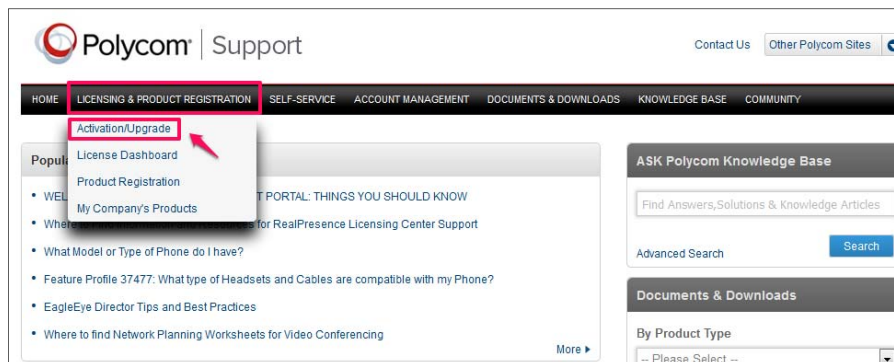 Polycom | Support
Contact Us Other Polycom Sites
HOME LICENSING & PRODUCT REGISTRATION SELF-SERVICE ACCOUNT MANAGEMENT DOCUMENTS & DOWNLOADS KNOWLEDGE BASE COMMUNITY
Activation/Upgrade
License Dashboard
Product Registration
My Company's Products
Popul
• WEL T PORTAL: THINGS YOU SHOULD KNOW
• Where for RealPresence Licensing Center Support
• What Model or Type of Phone do I have?
• Feature Profile 37477: What type of Headsets and Cables are compatible with my Phone?
• EagleEye Director Tips and Best Practices
• Where to find Network Planning Worksheets for Video Conferencing
More
ASK Polycom Knowledge Base
Find Answers,Solutions & Knowledge Articles
Advanced Search Search
Documents & Downloads
By Product Type
-- Please Select --